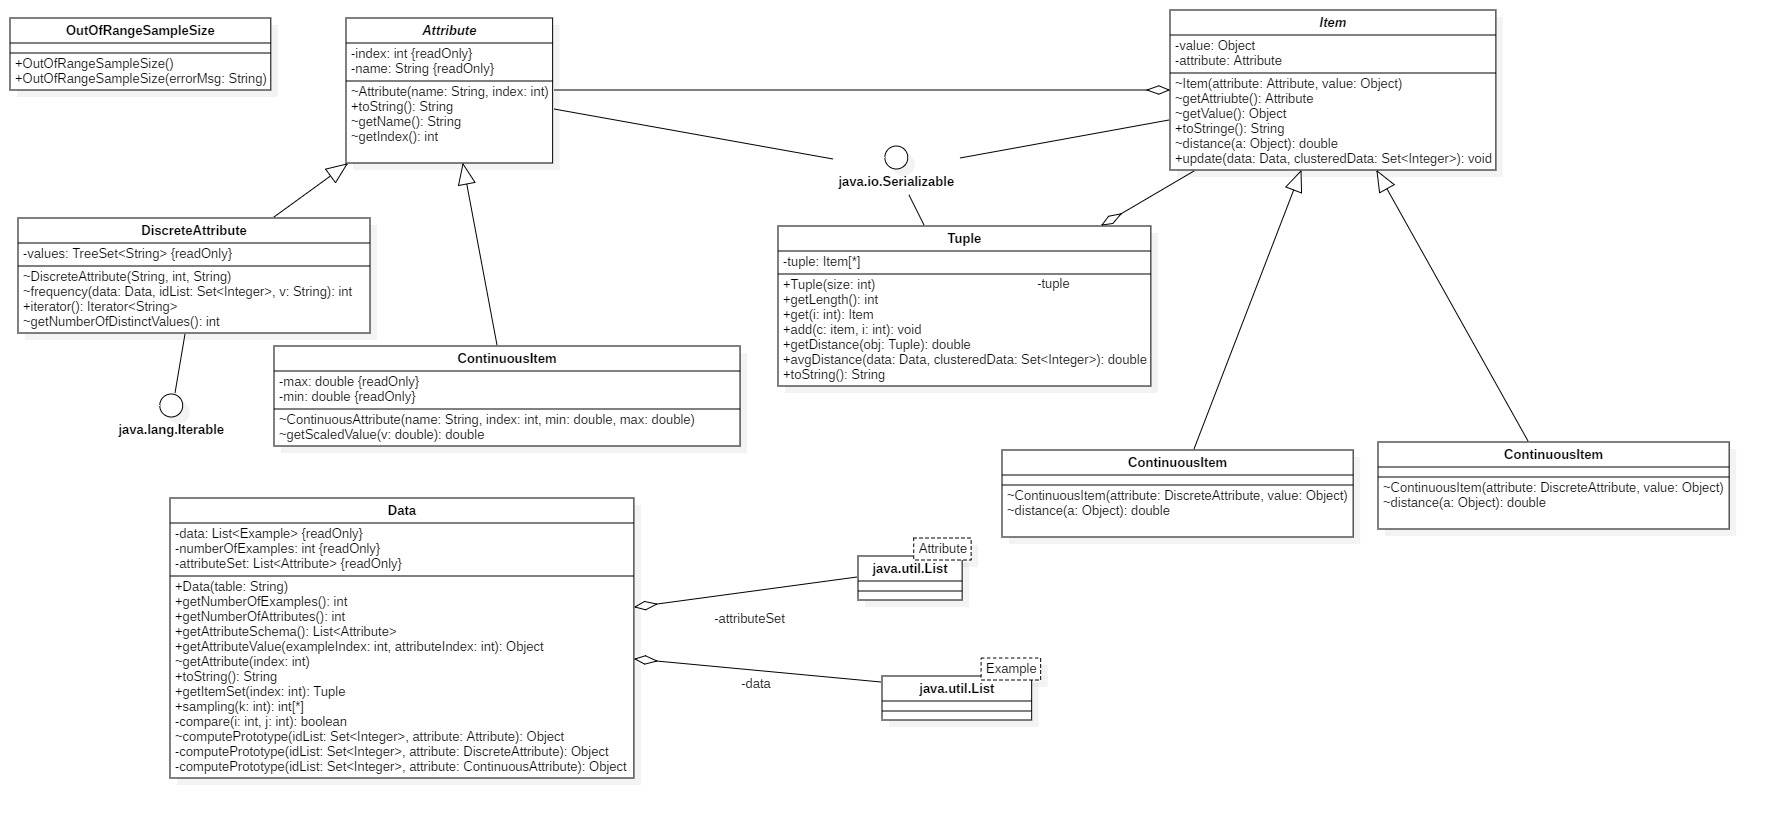 OutOfRangeSampleSize
+OutOfRangeSampleSize()
+OutOfRangeSampleSize(errorMsg: String)
Attribute
-index: int {readOnly}
-name: String {readOnly}
~Attribute(name: String, index: int)
+toString(): String
~getName(): String
~getIndex(): int
Item
-value: Object
-attribute: Attribute
~Item(attribute: Attribute, value: Object)
~getAttriubte(): Attribute
~getValue(): Object
+toStringe(): String
~distance(a: Object): double
+update(data: Data, clusteredData: Set<Integer>): void
java.io.Serializable
DiscreteAttribute
-values: TreeSet<String> {readOnly}
~DiscreteAttribute(String, int, String)
~frequency(data: Data, idList: Set<Integer>, v: String): int
+iterator(): Iterator<String>
~getNumberOfDistinctValues(): int
java.lang.Iterable
ContinuousItem
-max: double {readOnly}
-min: double {readOnly}
~ContinuousAttribute(name: String, index: int, min: double, max: double)
~getScaledValue(v: double): double
Tuple
-tuple: Item[*]
+Tuple(size: int)
-tuple
+getLength(): int
+get(i: int): Item
+add(c: item, i: int): void
+getDistance(obj: Tuple): double
+avgDistance(data: Data, clusteredData: Set<Integer>): double
+toString(): String
ContinuousItem
~ContinuousItem(attribute: DiscreteAttribute, value: Object)
~distance(a: Object): double
ContinuousItem
~ContinuousItem(attribute: DiscreteAttribute, value: Object)
~distance(a: Object): double
Data
-data: List<Example> {readOnly}
-numberOfExamples: int {readOnly}
-attributeSet: List<Attribute> {readOnly}
+Data(table: String)
+getNumberOfExamples(): int
+getNumberOfAttributes(): int
+getAttributeSchema(): List<Attribute>
+getAttributeValue(exampleIndex: int, attributeIndex: int): Object
~getAttribute(index: int)
+toString(): String
+getItemSet(index: int): Tuple
+sampling(k: int): int[*]
-compare(i: int, j: int): boolean
~computePrototype(idList: Set<Integer>, attribute: Attribute): Object
-computePrototype(idList: Set<Integer>, attribute: DiscreteAttribute): Object
-computePrototype(idList: Set<Integer>, attribute: ContinuousAttribute): Object
Attribute
java.util.List
-attributeSet
Example
java.util.List
-data